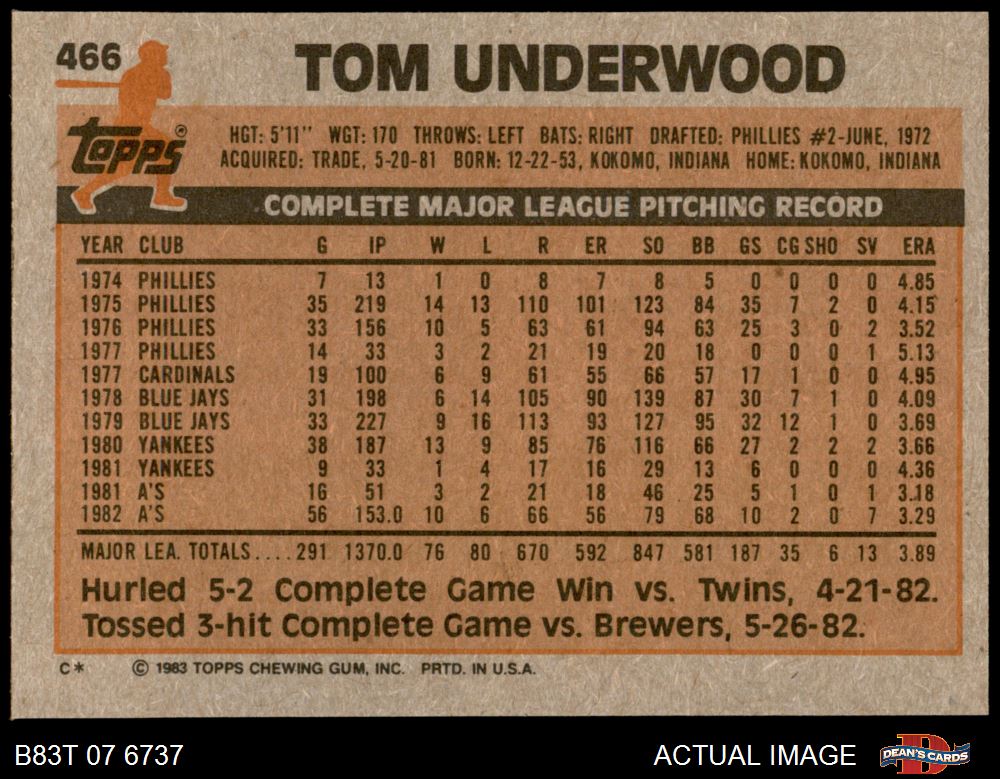 466 TOM UNDERWOOD
Topps®
HGT: 5'11" WGT: 170 THROWS: LEFT BATS: RIGHT DRAFTED: PHILLIES #2-JUNE, 1972
ACQUIRED: TRADE, 5-20-81 BORN: 12-22-53, KOKOMO, INDIANA HOME: KOKOMO, INDIANA
COMPLETE MAJOR LEAGUE PITCHING RECORD
YEAR CLUB G IP W L R ER SO BB GS CG SHO SV ERA
1974 PHILLIES 7 13 1 0 8 7 8 5 0 0 0 0 4.85
1975 PHILLIES 35 219 14 13 110 101 123 84 35 7 2 0 4.15
1976 PHILLIES 33 156 10 5 63 61 94 63 25 3 0 2 3.52
1977 PHILLIES 14 33 3 2 21 19 20 18 0 0 0 1 5.13
1977 CARDINALS 19 100 6 9 61 55 66 57 17 1 0 0 4.95
1978 BLUE JAYS 31 198 6 14 105 90 139 87 30 7 1 0 4.09
1979 BLUE JAYS 33 227 9 16 113 93 127 95 32 12 1 0 3.69
1980 YANKEES 38 187 13 9 85 76 116 66 27 2 2 2 3.66
1981 YANKEES 9 33 1 4 17 16 29 13 6 0 0 0 4.36
1981 A'S 16 51 3 2 21 18 46 25 5 1 0 1 3.18
1982 A'S 56 153.0 10 6 66 56 79 68 10 2 0 7 3.29
MAJOR LEA. TOTALS....291 1370.0 76 80 670 592 847 581 187 35 6 13 3.89
Hurled 5-2 Complete Game Win vs. Twins, 4-21-82.
Tossed 3-hit Complete Game vs. Brewers, 5-26-82.
C* © 1983 TOPPS CHEWING GUM, INC. PRTD. IN U.S.A.
B83T 07 6737 ACTUAL IMAGE DEAN'S CARDS